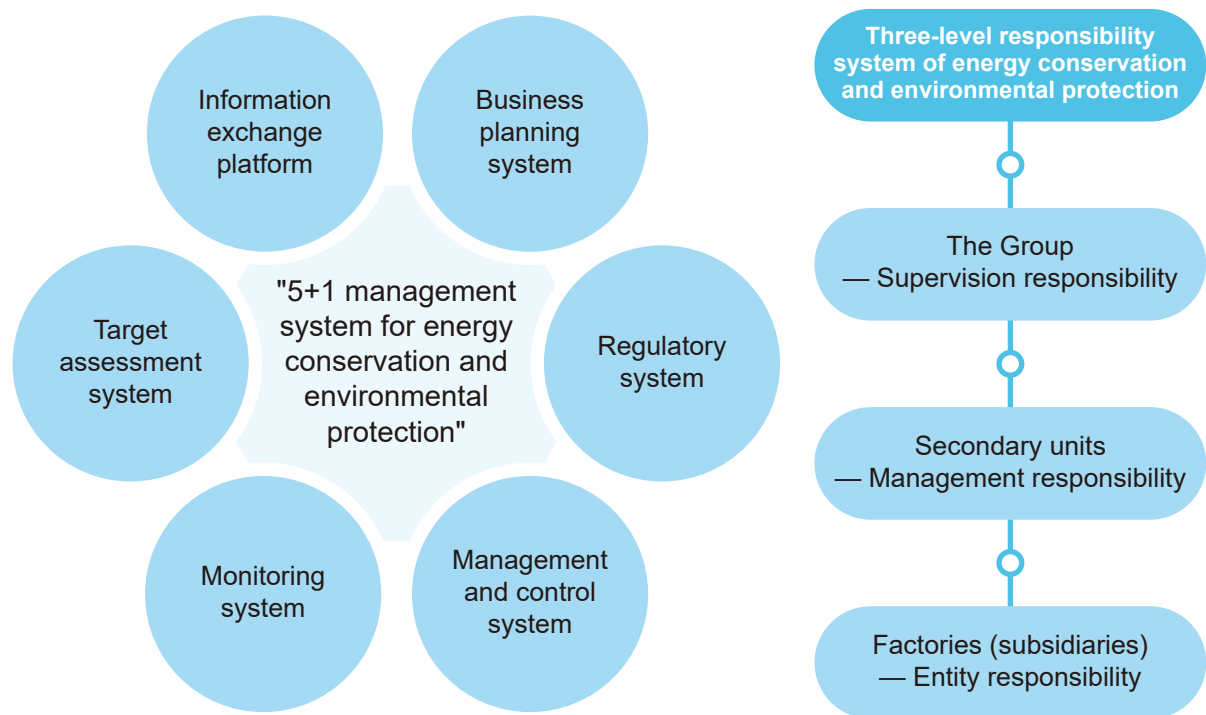 Information
exchange
platform
Business
planning
system
Target
assessment
system
"5+1 management
system for energy
conservation and
environmental
protection"
Regulatory
system
Monitoring
system
Management
and control
system
Three-level responsibility
system of energy conservation
and environmental protection
The Group
— Supervision responsibility
Secondary units
— Management responsibility
Factories (subsidiaries)
— Entity responsibility